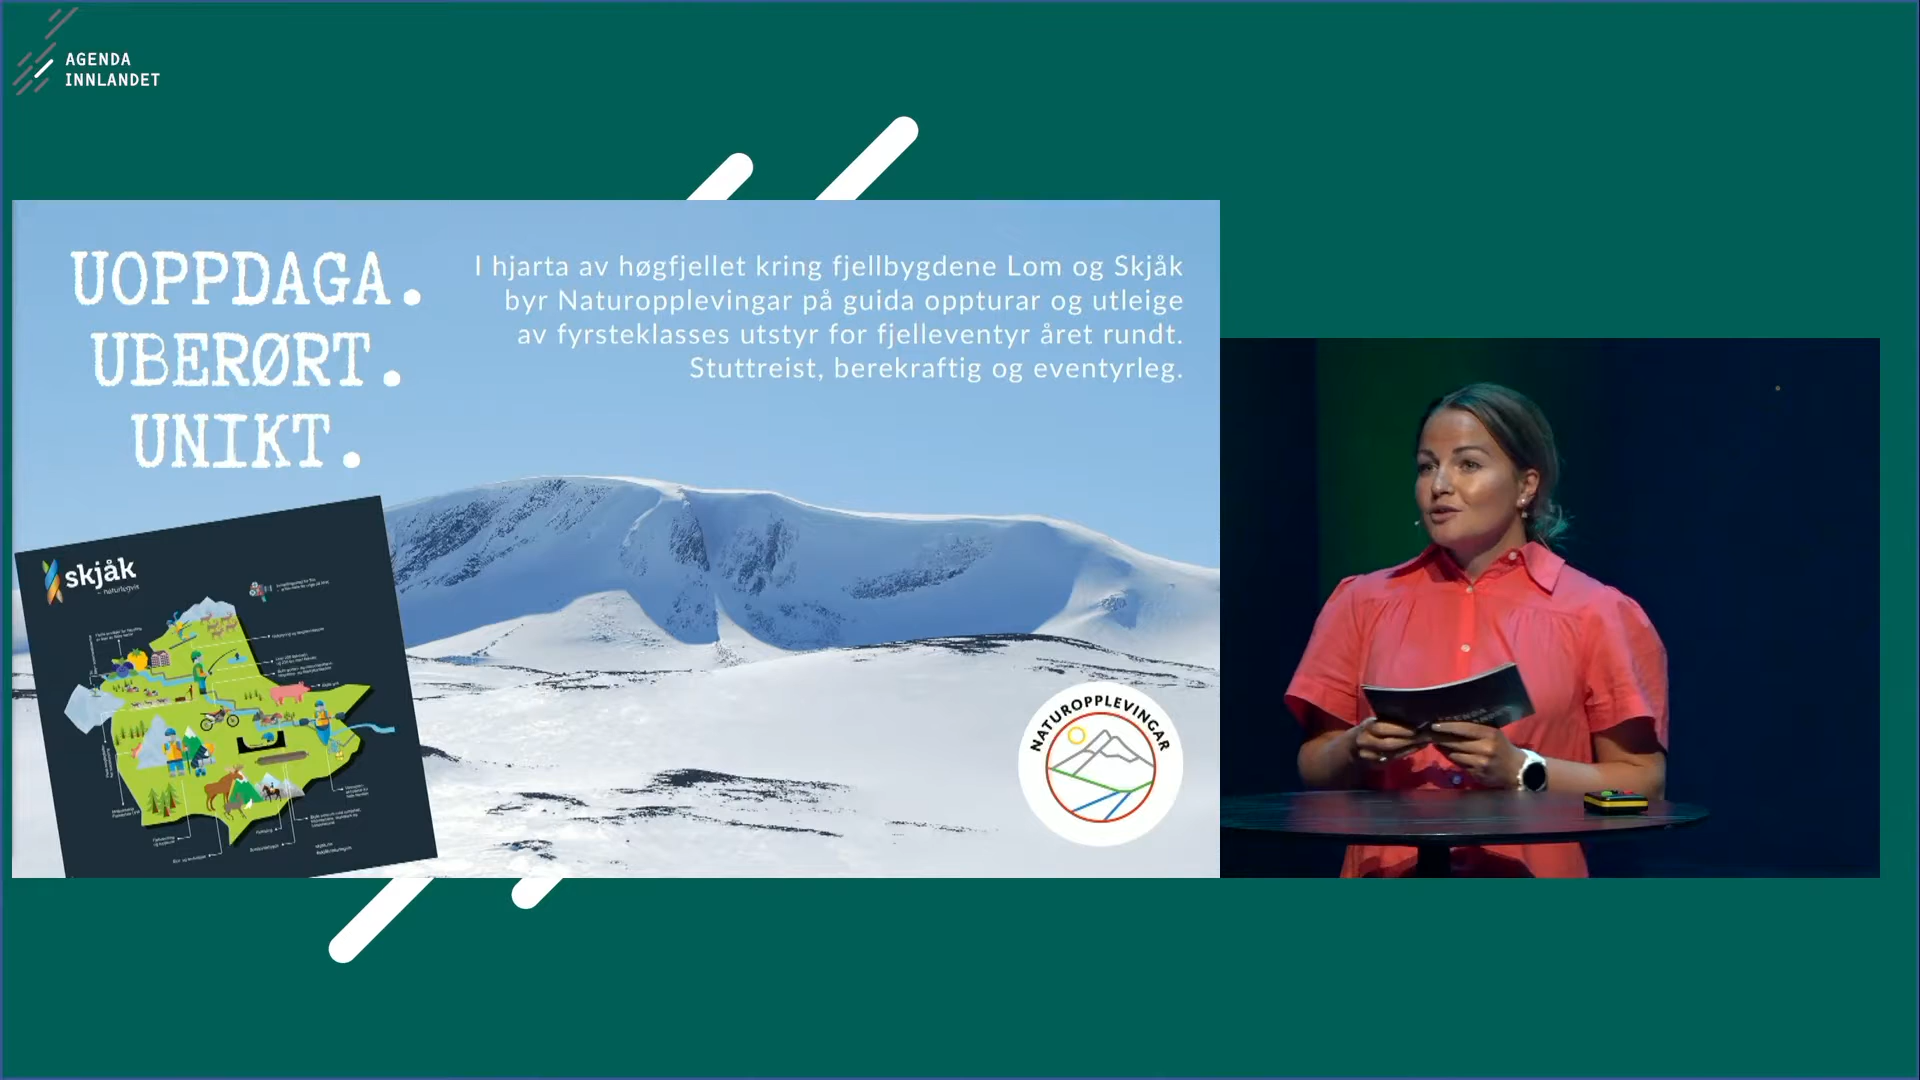 AGENDA
INNLANDET
UOPPDAGA.
UBERØRT.
UNIKT.
I hjarta av høgfjellet kring fjellbygdene Lom og Skjåk
byr Naturopplevingar på guida oppturar og utleige
av fyrsteklasses utstyr for fjelleventyr året rundt.
Stuttreist, berekraftig og eventyrleg.
skjåk
- naturlegvis
NATUROPPLEVINGAR